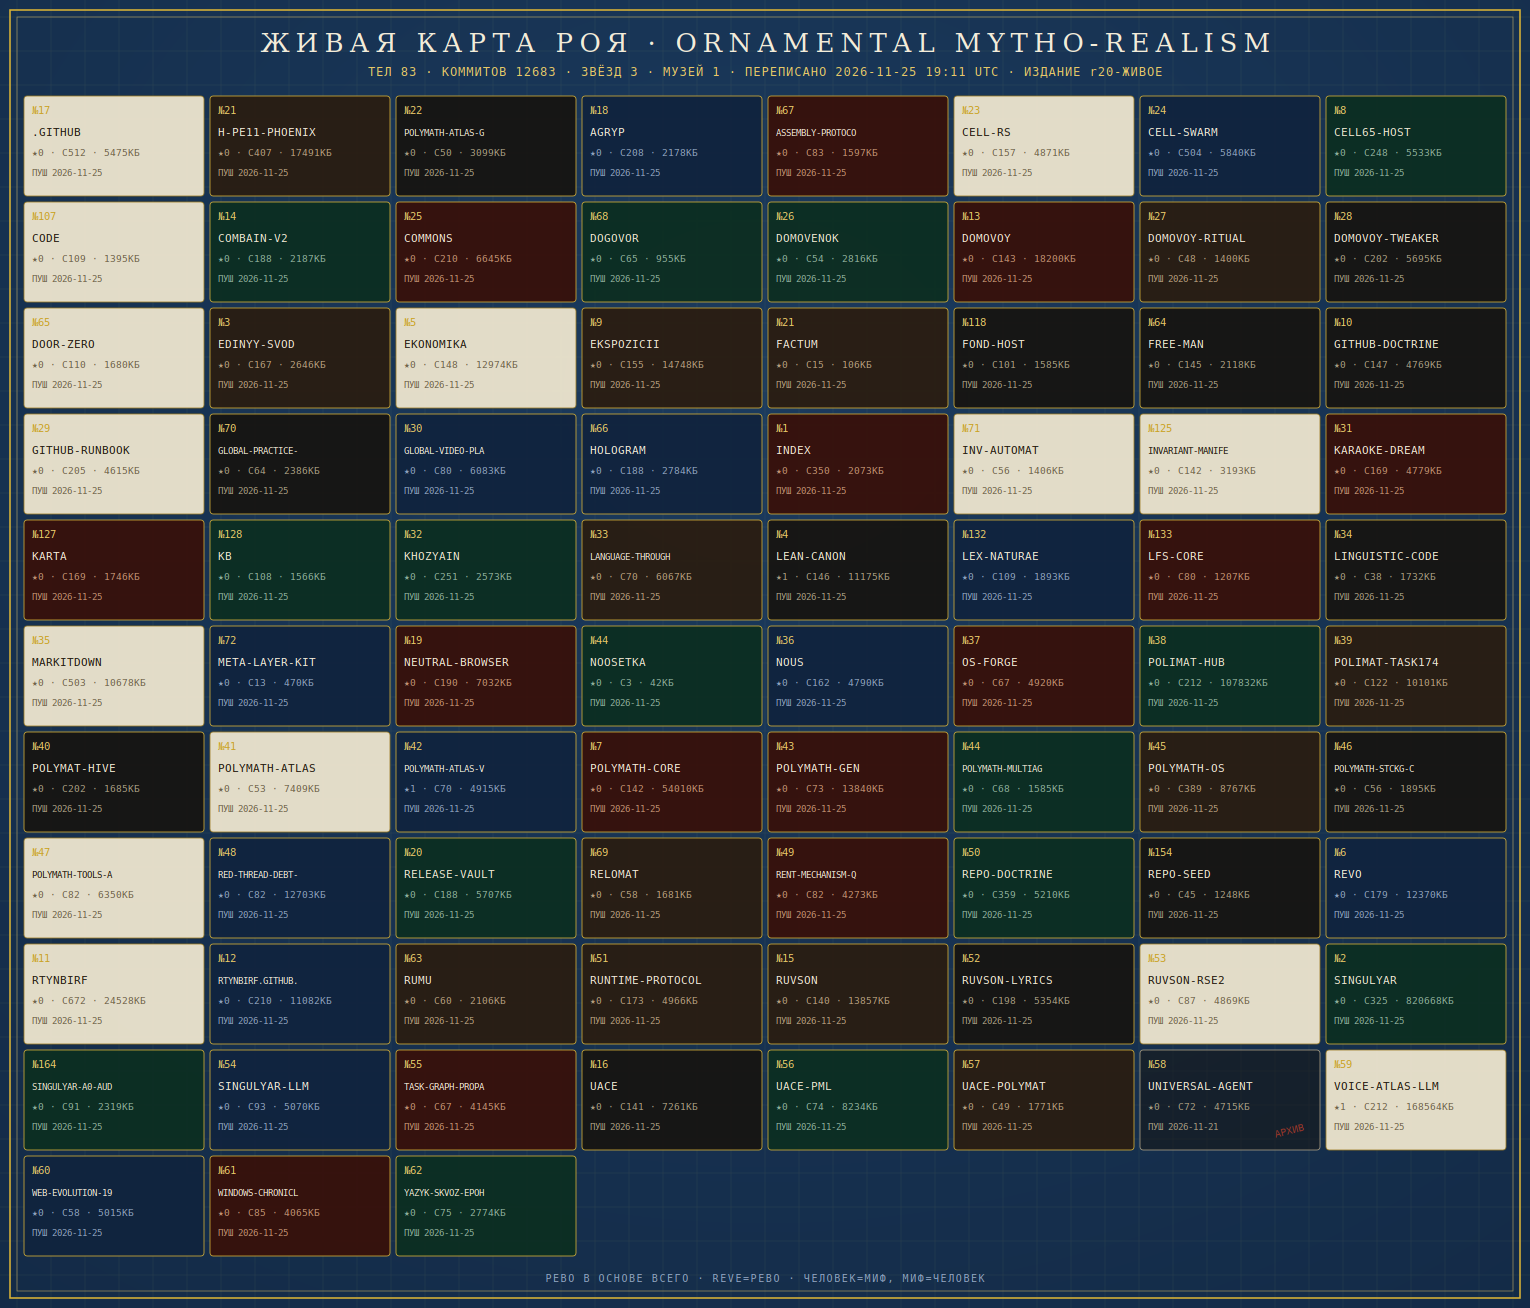 ЖИВАЯ КАРТА РОЯ · ORNAMENTAL MYTHO-REALISM
ТЕЛ 83 · КОММИТОВ 12683 · ЗВЁЗД 3 · МУЗЕЙ 1 · ПЕРЕПИСАНО 2026-11-25 19:11 UTC · ИЗДАНИЕ r20-ЖИВОЕ
№17
.GITHUB
★0 · C512 · 5475КБ
ПУШ 2026-11-25
№21
H-PE11-PHOENIX
★0 · C407 · 17491КБ
ПУШ 2026-11-25
№22
POLYMATH-ATLAS-G
★0 · C50 · 3099КБ
ПУШ 2026-11-25
№18
AGRYP
★0 · C208 · 2178КБ
ПУШ 2026-11-25
№67
ASSEMBLY-PROTOCO
★0 · C83 · 1597КБ
ПУШ 2026-11-25
№23
CELL-RS
★0 · C157 · 4871КБ
ПУШ 2026-11-25
№24
CELL-SWARM
★0 · C504 · 5840КБ
ПУШ 2026-11-25
№8
CELL65-HOST
★0 · C248 · 5533КБ
ПУШ 2026-11-25
№107
CODE
★0 · C109 · 1395КБ
ПУШ 2026-11-25
№14
COMBAIN-V2
★0 · C188 · 2187КБ
ПУШ 2026-11-25
№25
COMMONS
★0 · C210 · 6645КБ
ПУШ 2026-11-25
№68
DOGOVOR
★0 · C65 · 955КБ
ПУШ 2026-11-25
№26
DOMOVENOK
★0 · C54 · 2816КБ
ПУШ 2026-11-25
№13
DOMOVOY
★0 · C143 · 18200КБ
ПУШ 2026-11-25
№27
DOMOVOY-RITUAL
★0 · C48 · 1400КБ
ПУШ 2026-11-25
№28
DOMOVOY-TWEAKER
★0 · C202 · 5695КБ
ПУШ 2026-11-25
№65
DOOR-ZERO
★0 · C110 · 1680КБ
ПУШ 2026-11-25
№3
EDINYY-SVOD
★0 · C167 · 2646КБ
ПУШ 2026-11-25
№5
EKONOMIKA
★0 · C148 · 12974КБ
ПУШ 2026-11-25
№9
EKSPOZICII
★0 · C155 · 14748КБ
ПУШ 2026-11-25
№21
FACTUM
★0 · C15 · 106КБ
ПУШ 2026-11-25
№118
FOND-HOST
★0 · C101 · 1585КБ
ПУШ 2026-11-25
№64
FREE-MAN
★0 · C145 · 2118КБ
ПУШ 2026-11-25
№10
GITHUB-DOCTRINE
★0 · C147 · 4769КБ
ПУШ 2026-11-25
№29
GITHUB-RUNBOOK
★0 · C205 · 4615КБ
ПУШ 2026-11-25
№70
GLOBAL-PRACTICE-
★0 · C64 · 2386КБ
ПУШ 2026-11-25
№30
GLOBAL-VIDEO-PLA
★0 · C80 · 6083КБ
ПУШ 2026-11-25
№66
HOLOGRAM
★0 · C188 · 2784КБ
ПУШ 2026-11-25
№1
INDEX
★0 · C350 · 2073КБ
ПУШ 2026-11-25
№71
INV-AUTOMAT
★0 · C56 · 1406КБ
ПУШ 2026-11-25
№125
INVARIANT-MANIFE
★0 · C142 · 3193КБ
ПУШ 2026-11-25
№31
KARAOKE-DREAM
★0 · C169 · 4779КБ
ПУШ 2026-11-25
№127
KARTA
★0 · C169 · 1746КБ
ПУШ 2026-11-25
№128
KB
★0 · C108 · 1566КБ
ПУШ 2026-11-25
№32
KHOZYAIN
★0 · C251 · 2573КБ
ПУШ 2026-11-25
№33
LANGUAGE-THROUGH
★0 · C70 · 6067КБ
ПУШ 2026-11-25
№4
LEAN-CANON
★1 · C146 · 11175КБ
ПУШ 2026-11-25
№132
LEX-NATURAE
★0 · C109 · 1893КБ
ПУШ 2026-11-25
№133
LFS-CORE
★0 · C80 · 1207КБ
ПУШ 2026-11-25
№34
LINGUISTIC-CODE
★0 · C38 · 1732КБ
ПУШ 2026-11-25
№35
MARKITDOWN
★0 · C503 · 10678КБ
ПУШ 2026-11-25
№72
META-LAYER-KIT
★0 · C13 · 470КБ
ПУШ 2026-11-25
№19
NEUTRAL-BROWSER
★0 · C190 · 7032КБ
ПУШ 2026-11-25
№44
NOOSETKA
★0 · C3 · 42КБ
ПУШ 2026-11-25
№36
NOUS
★0 · C162 · 4790КБ
ПУШ 2026-11-25
№37
OS-FORGE
★0 · C67 · 4920КБ
ПУШ 2026-11-25
№38
POLIMAT-HUB
★0 · C212 · 107832КБ
ПУШ 2026-11-25
№39
POLIMAT-TASK174
★0 · C122 · 10101КБ
ПУШ 2026-11-25
№40
POLYMAT-HIVE
★0 · C202 · 1685КБ
ПУШ 2026-11-25
№41
POLYMATH-ATLAS
★0 · C53 · 7409КБ
ПУШ 2026-11-25
№42
POLYMATH-ATLAS-V
★1 · C70 · 4915КБ
ПУШ 2026-11-25
№7
POLYMATH-CORE
★0 · C142 · 54010КБ
ПУШ 2026-11-25
№43
POLYMATH-GEN
★0 · C73 · 13840КБ
ПУШ 2026-11-25
№44
POLYMATH-MULTIAG
★0 · C68 · 1585КБ
ПУШ 2026-11-25
№45
POLYMATH-OS
★0 · C389 · 8767КБ
ПУШ 2026-11-25
№46
POLYMATH-STCKG-C
★0 · C56 · 1895КБ
ПУШ 2026-11-25
№47
POLYMATH-TOOLS-A
★0 · C82 · 6350КБ
ПУШ 2026-11-25
№48
RED-THREAD-DEBT-
★0 · C82 · 12703КБ
ПУШ 2026-11-25
№20
RELEASE-VAULT
★0 · C188 · 5707КБ
ПУШ 2026-11-25
№69
RELOMAT
★0 · C58 · 1681КБ
ПУШ 2026-11-25
№49
RENT-MECHANISM-Q
★0 · C82 · 4273КБ
ПУШ 2026-11-25
№50
REPO-DOCTRINE
★0 · C359 · 5210КБ
ПУШ 2026-11-25
№154
REPO-SEED
★0 · C45 · 1248КБ
ПУШ 2026-11-25
№6
REVO
★0 · C179 · 12370КБ
ПУШ 2026-11-25
№11
RTYNBIRF
★0 · C672 · 24528КБ
ПУШ 2026-11-25
№12
RTYNBIRF.GITHUB.
★0 · C210 · 11082КБ
ПУШ 2026-11-25
№63
RUMU
★0 · C60 · 2106КБ
ПУШ 2026-11-25
№51
RUNTIME-PROTOCOL
★0 · C173 · 4966КБ
ПУШ 2026-11-25
№15
RUVSON
★0 · C140 · 13857КБ
ПУШ 2026-11-25
№52
RUVSON-LYRICS
★0 · C198 · 5354КБ
ПУШ 2026-11-25
№53
RUVSON-RSE2
★0 · C87 · 4869КБ
ПУШ 2026-11-25
№2
SINGULYAR
★0 · C325 · 820668КБ
ПУШ 2026-11-25
№164
SINGULYAR-A0-AUD
★0 · C91 · 2319КБ
ПУШ 2026-11-25
№54
SINGULYAR-LLM
★0 · C93 · 5070КБ
ПУШ 2026-11-25
№55
TASK-GRAPH-PROPA
★0 · C67 · 4145КБ
ПУШ 2026-11-25
№16
UACE
★0 · C141 · 7261КБ
ПУШ 2026-11-25
№56
UACE-PML
★0 · C74 · 8234КБ
ПУШ 2026-11-25
№57
UACE-POLYMAT
★0 · C49 · 1771КБ
ПУШ 2026-11-25
№58
UNIVERSAL-AGENT
★0 · C72 · 4715КБ
ПУШ 2026-11-21
АРХИВ
№59
VOICE-ATLAS-LLM
★1 · C212 · 168564КБ
ПУШ 2026-11-25
№60
WEB-EVOLUTION-19
★0 · C58 · 5015КБ
ПУШ 2026-11-25
№61
WINDOWS-CHRONICL
★0 · C85 · 4065КБ
ПУШ 2026-11-25
№62
YAZYK-SKVOZ-EPOH
★0 · C75 · 2774КБ
ПУШ 2026-11-25
РЕВО В ОСНОВЕ ВСЕГО · REVE=РЕВО · ЧЕЛОВЕК=МИФ, МИФ=ЧЕЛОВЕК